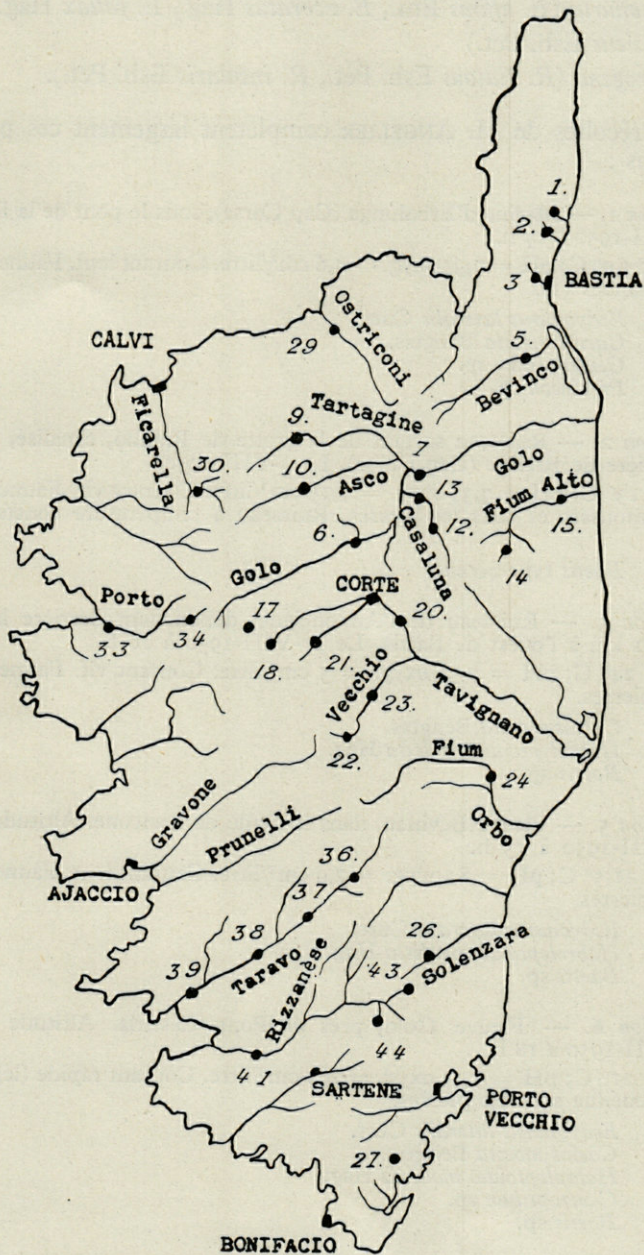 1.
2.
3
BASTIA
Ostriconi
29
5.
Bevinco
CALVI
Ficarella
Tartagine
9.
7
Golo
30.
10.
Asco
13
Fium Alto
Casaluna
12.
15.
6.
14
Golo
CORTE
Porto
34
17
20.
33
18.
21.
Vecchio
23.
Tavignano
22.
Fium
24
Orbo
Gravone
Prunelli
AJACCIO
36.
37
38
39
Taravo
Rizzanèse
26.
Solenzara
43
44
41
SARTENE
PORTO
VECCHIO
27.
BONIFACIO